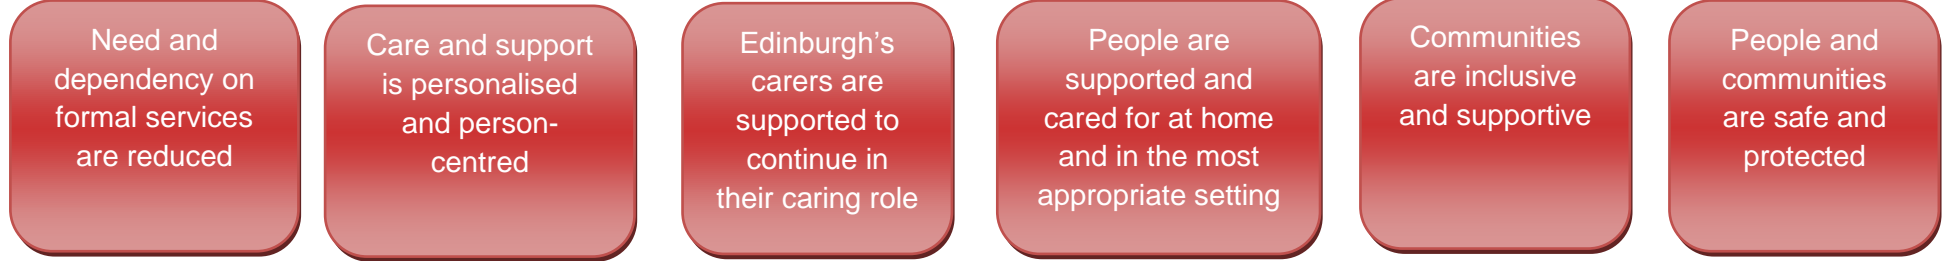 Need and
dependency on
formal services
are reduced
Care and support
is personalised
and person-
centred
Edinburgh’s
carers are
supported to
continue in
their caring role
People are
supported and
cared for at home
and in the most
appropriate setting
Communities
are inclusive
and supportive
People and
communities
are safe and
protected